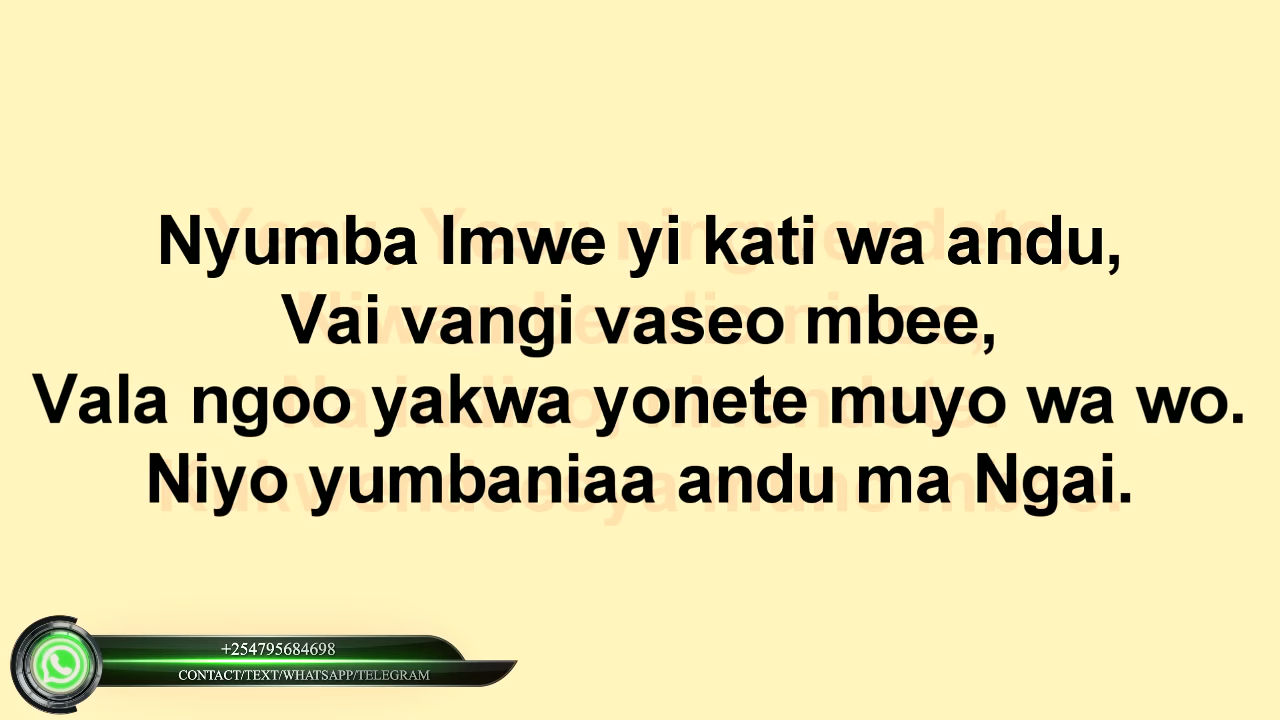 Nyumba Imwe yi kati wa andu,
Vai vangi vaseo mbee,
Vala ngoo yakwa yonete muyo wa wo.
Niyo yumbaniaa andu ma Ngai.
+254795684698
CONTACT/TEXT/WHATSAPP/TELEGRAM